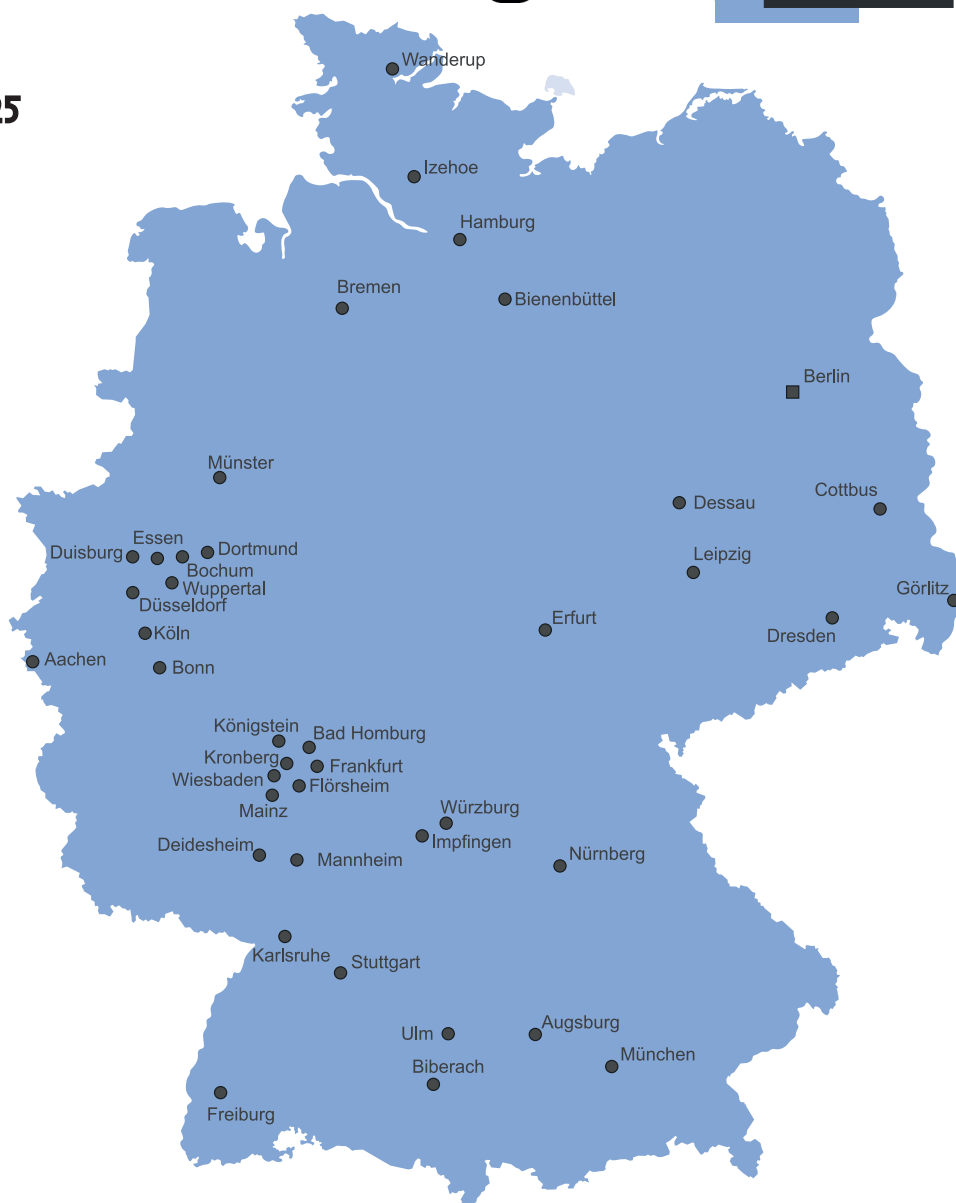 25
Wanderup
Izehoe
Hamburg
Bremen
Bienenbüttel
Berlin
Münster
Cottbus
Dessau
Essen
Duisburg
Dortmund
Bochum
Leipzig
Wuppertal
Görlitz
Düsseldorf
Erfurt
Köln
Dresden
Aachen
Bonn
Königstein
Bad Homburg
Kronberg
Frankfurt
Wiesbaden
Flörsheim
Mainz
Würzburg
Impfingen
Deidesheim
Mannheim
Nürnberg
Karlsruhe
Stuttgart
Augsburg
Ulm
München
Biberach
Freiburg